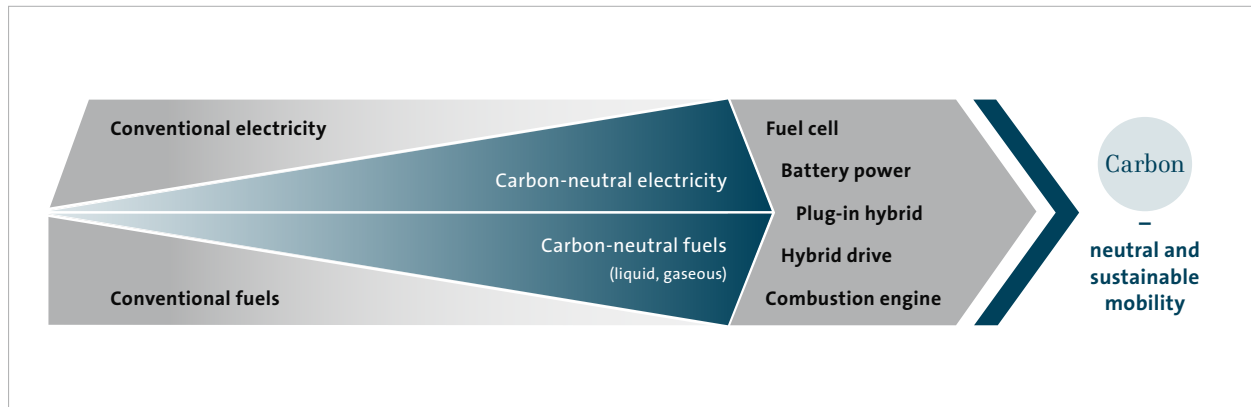 Conventional electricity
Carbon-neutral electricity
Carbon-neutral fuels
(liquid, gaseous)
Conventional fuels
Fuel cell
Battery power
Plug-in hybrid
Hybrid drive
Combustion engine
Carbon
–
neutral and
sustainable
mobility